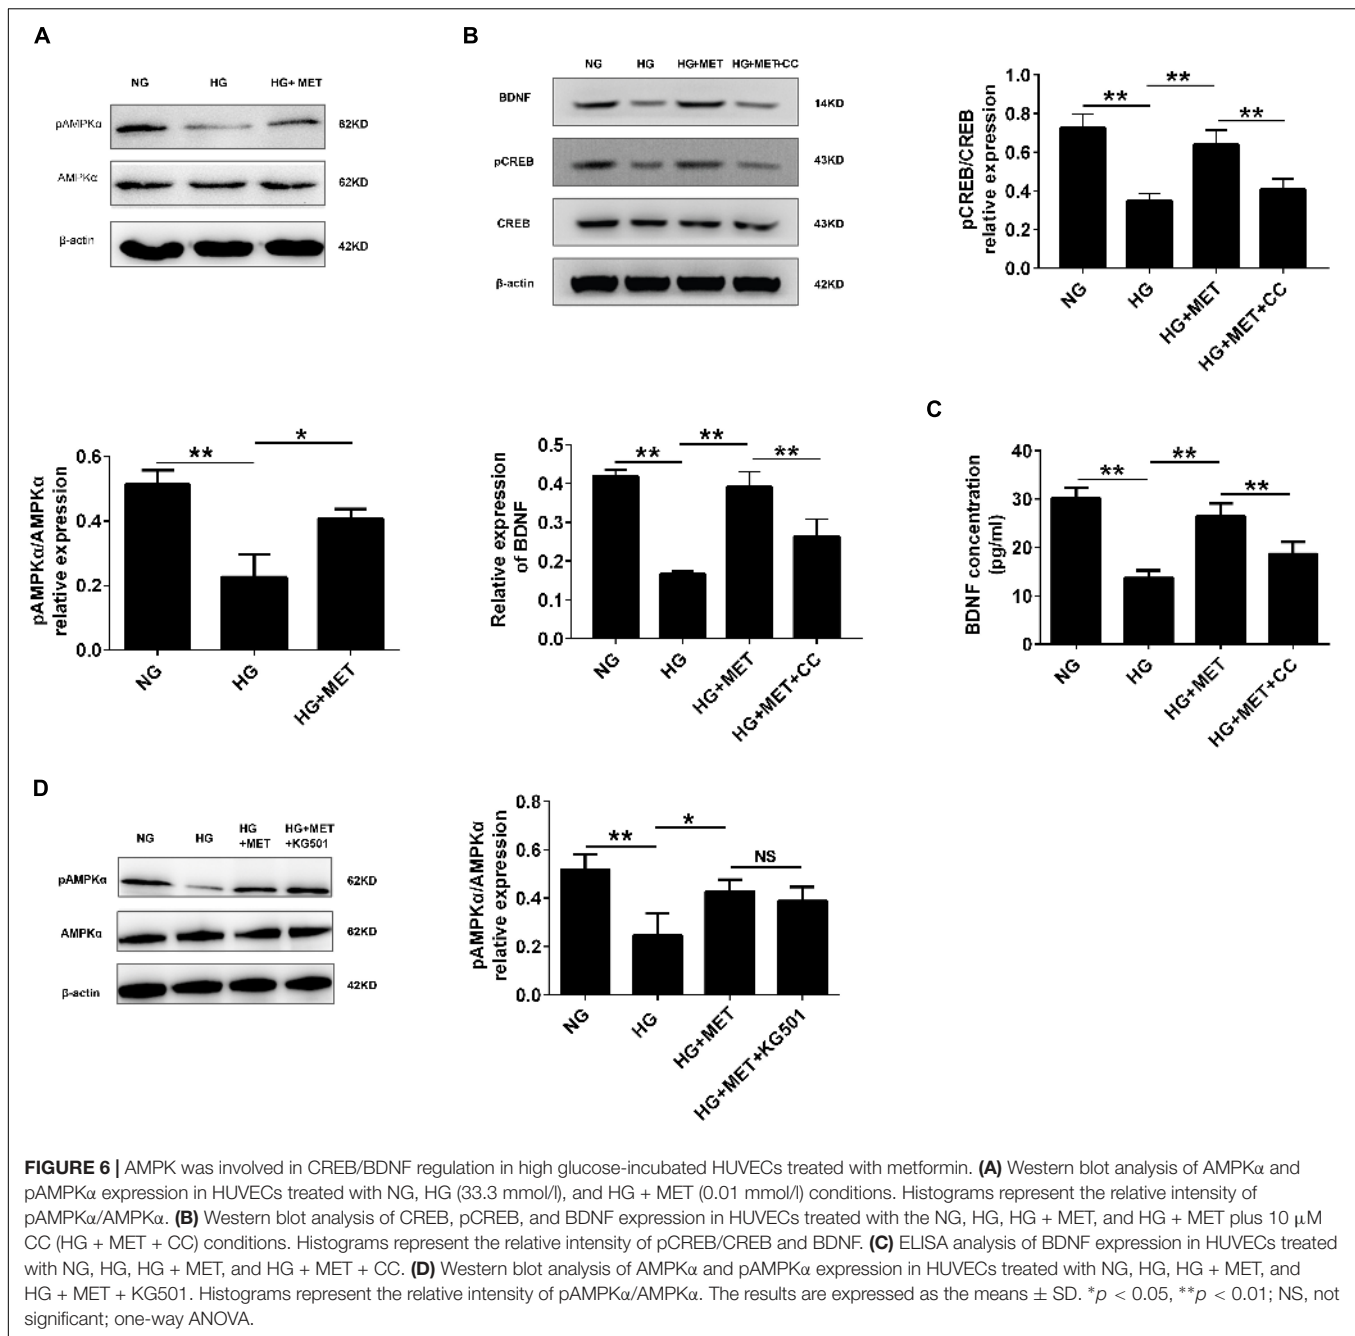 A
NG HG HG+ MET
pAMPKα 62KD
AMPKα 62KD
β-actin 42KD
B
NG HG HG+MET HG+MET+CC
BDNF 14KD
pCREB 43KD
CREB 43KD
β-actin 42KD
pCREB/CREB
relative expression
1.0
0.8
0.6
0.4
0.2
0.0
** ** **
NG HG HG+MET HG+MET+CC
pAMPKα/AMPKα
relative expression
0.6
0.4
0.2
0.0
** *
NG HG HG+MET
Relative expression
of BDNF
0.5
0.4
0.3
0.2
0.1
0.0
** ** **
NG HG HG+MET HG+MET+CC
C
BDNF concentration
(pg/ml)
40
30
20
10
0
** ** **
NG HG HG+MET HG+MET+CC
D
NG HG HG
+MET HG+MET
+KG501
pAMPKα 62KD
AMPKα 62KD
β-actin 42KD
pAMPKα/AMPKα
relative expression
0.8
0.6
0.4
0.2
0.0
** * NS
NG HG HG+MET HG+MET+KG501
FIGURE 6 | AMPK was involved in CREB/BDNF regulation in high glucose-incubated HUVECs treated with metformin. (A) Western blot analysis of AMPKα and
pAMPKα expression in HUVECs treated with NG, HG (33.3 mmol/l), and HG + MET (0.01 mmol/l) conditions. Histograms represent the relative intensity of
pAMPKα/AMPKα. (B) Western blot analysis of CREB, pCREB, and BDNF expression in HUVECs treated with the NG, HG, HG + MET, and HG + MET plus 10 μM
CC (HG + MET + CC) conditions. Histograms represent the relative intensity of pCREB/CREB and BDNF. (C) ELISA analysis of BDNF expression in HUVECs treated
with NG, HG, HG + MET, and HG + MET + CC. (D) Western blot analysis of AMPKα and pAMPKα expression in HUVECs treated with NG, HG, HG + MET, and
HG + MET + KG501. Histograms represent the relative intensity of pAMPKα/AMPKα. The results are expressed as the means ± SD. *p < 0.05, **p < 0.01; NS, not
significant; one-way ANOVA.